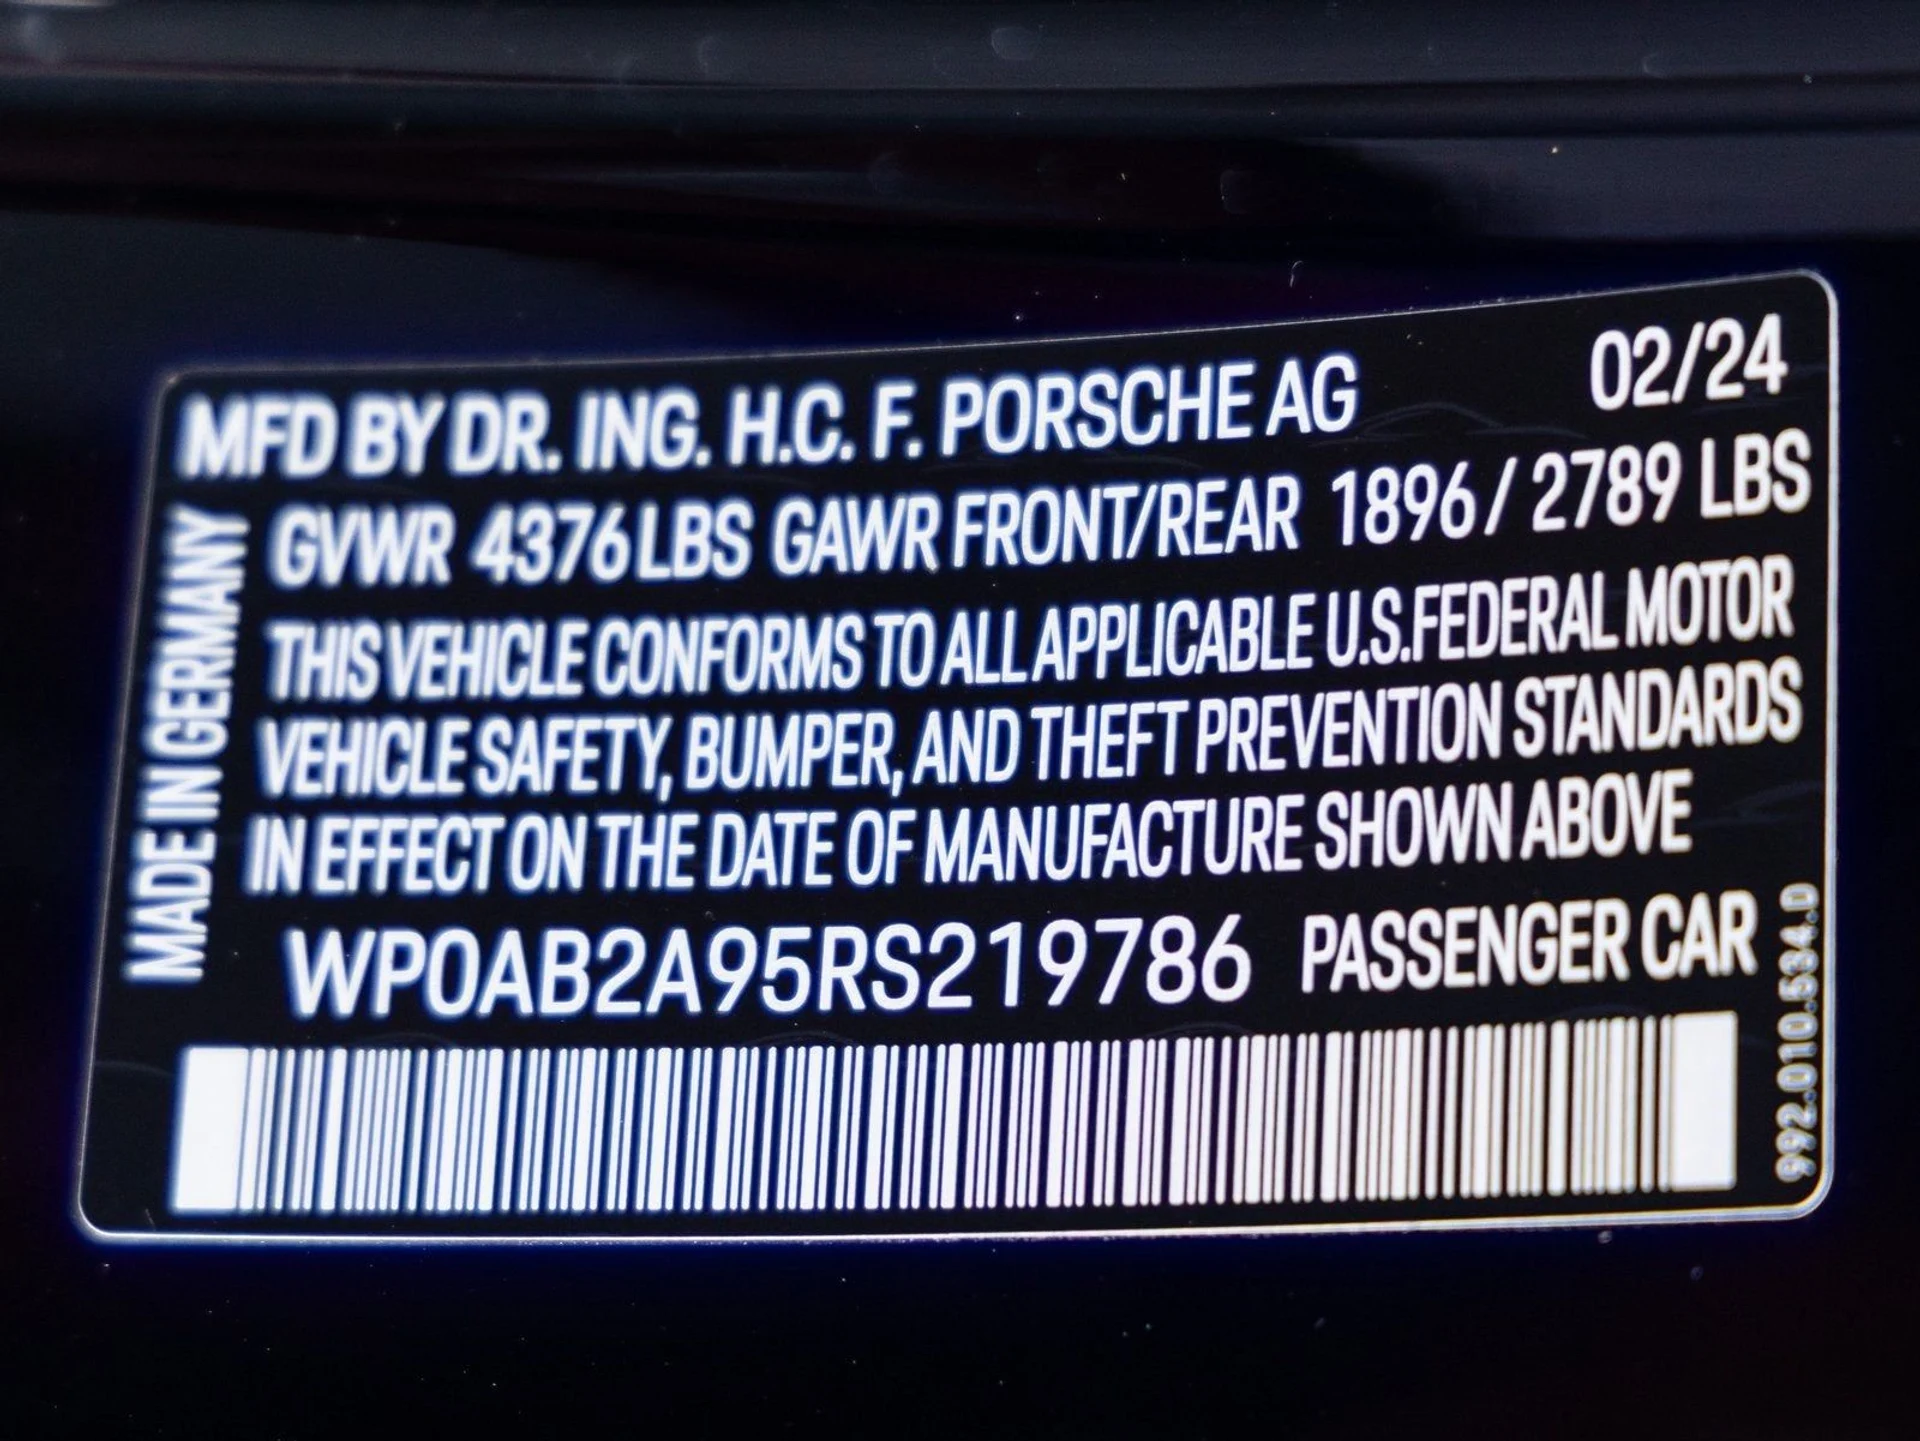 MFD BY DR. ING. H.C. F. PORSCHE AG 02/24
GVWR 4376 LBS GAWR FRONT/REAR 1896 / 2789 LBS
THIS VEHICLE CONFORMS TO ALL APPLICABLE U.S.FEDERAL MOTOR
VEHICLE SAFETY, BUMPER, AND THEFT PREVENTION STANDARDS
IN EFFECT ON THE DATE OF MANUFACTURE SHOWN ABOVE
WP0AB2A95RS219786 PASSENGER CAR
MADE IN GERMANY
992.010.534.D